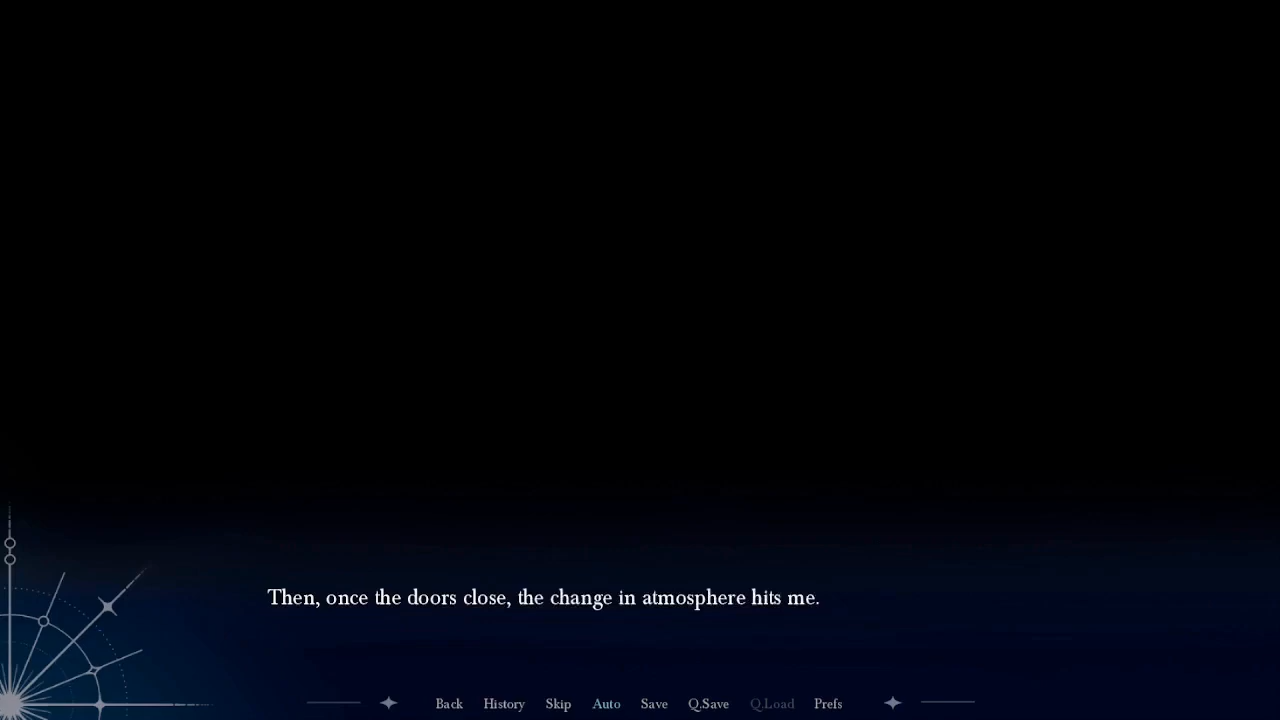 Then, once the doors close, the change in atmosphere hits me.
Back History Skip Auto Save Q.Save Q.Load Prefs